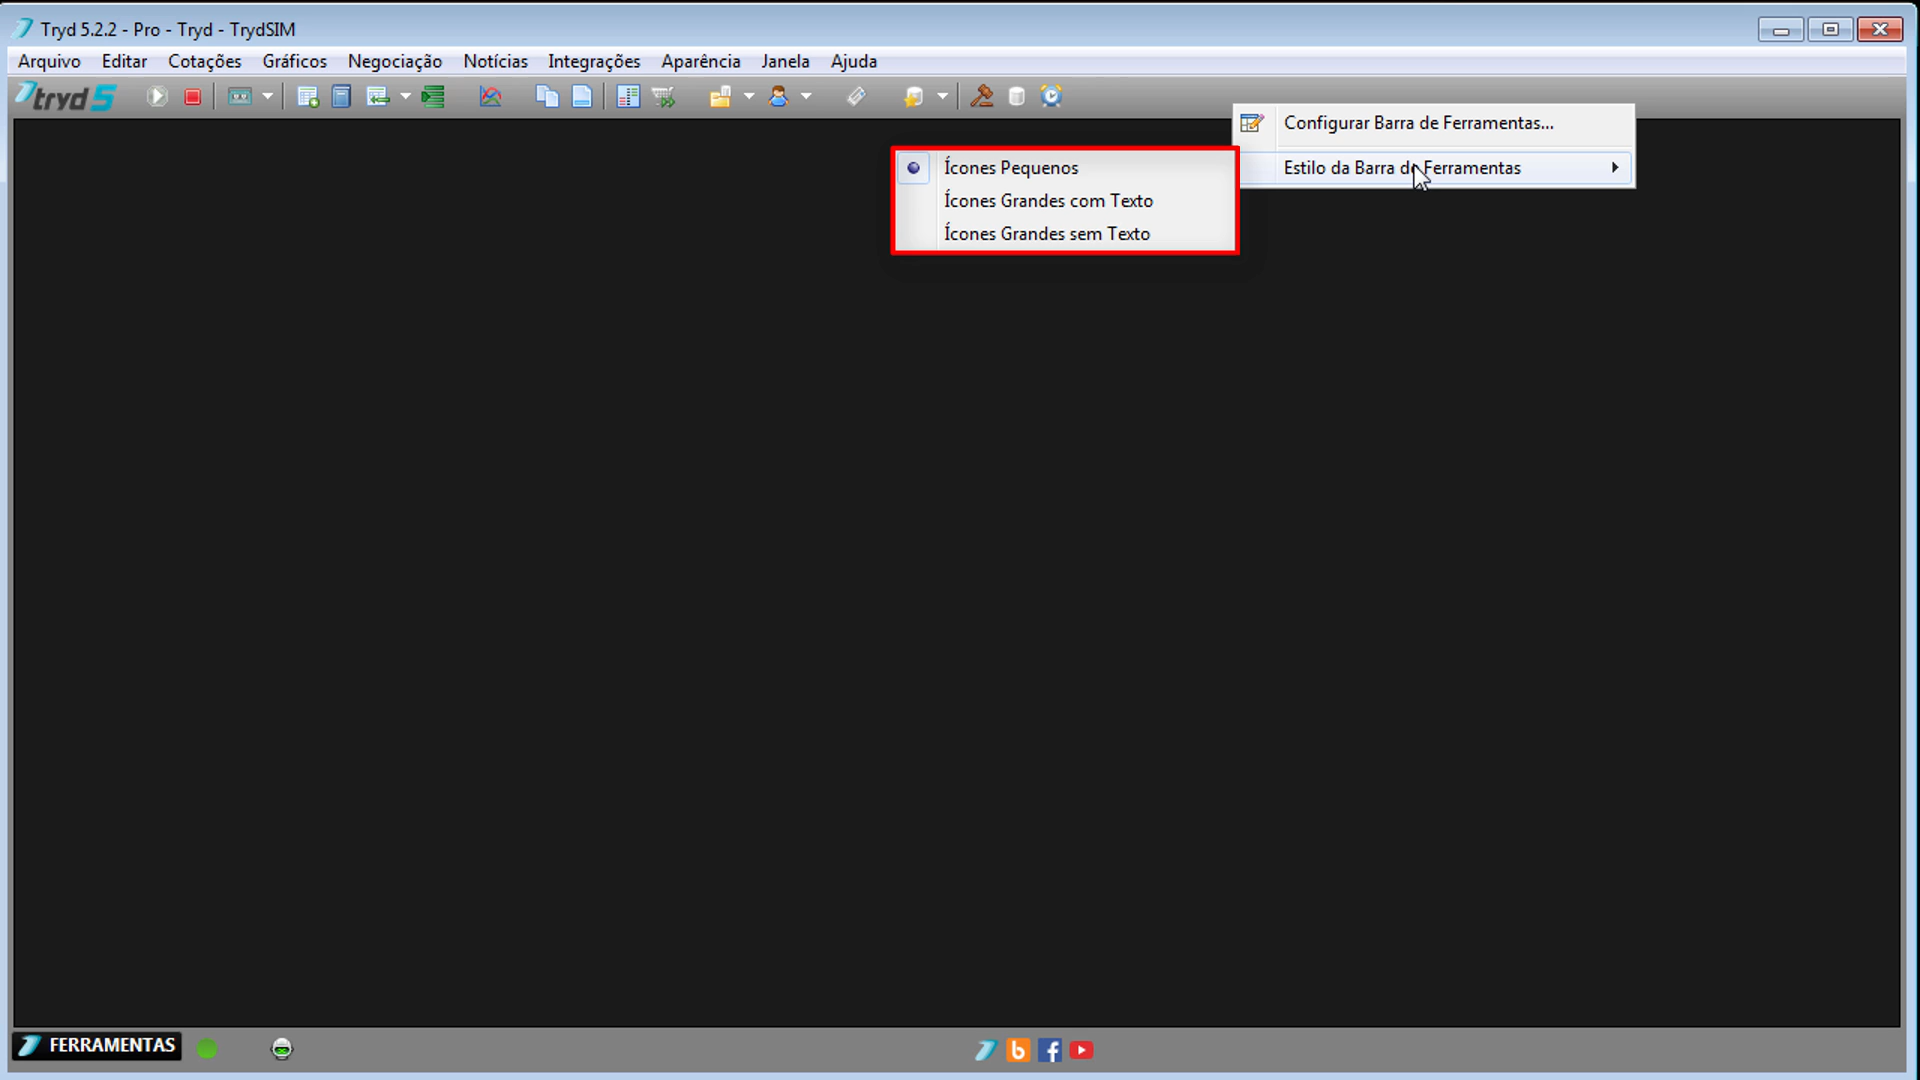 Tryd 5.2.2 - Pro - Tryd - TrydSIM
Arquivo Editar Cotações Gráficos Negociação Notícias Integrações Aparência Janela Ajuda
tryd 5
Configurar Barra de Ferramentas...
Estilo da Barra de Ferramentas
Ícones Pequenos
Ícones Grandes com Texto
Ícones Grandes sem Texto
FERRAMENTAS